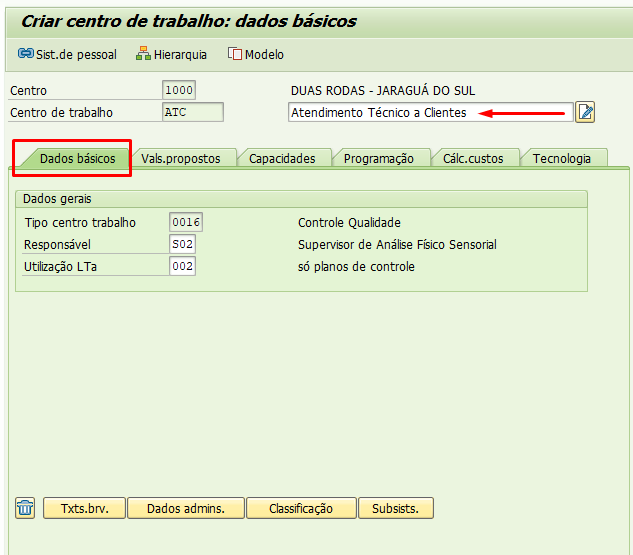 Criar centro de trabalho: dados básicos
Sist.de pessoal Hierarquia Modelo
Centro 1000 DUAS RODAS - JARAGUÁ DO SUL
Centro de trabalho ATC Atendimento Técnico a Clientes
Dados básicos Vals.propostos Capacidades Programação Cálc.custos Tecnologia
Dados gerais
Tipo centro trabalho 0016 Controle Qualidade
Responsável S02 Supervisor de Análise Físico Sensorial
Utilização LTa 002 só planos de controle
Txts.brv. Dados admins. Classificação Subsists.